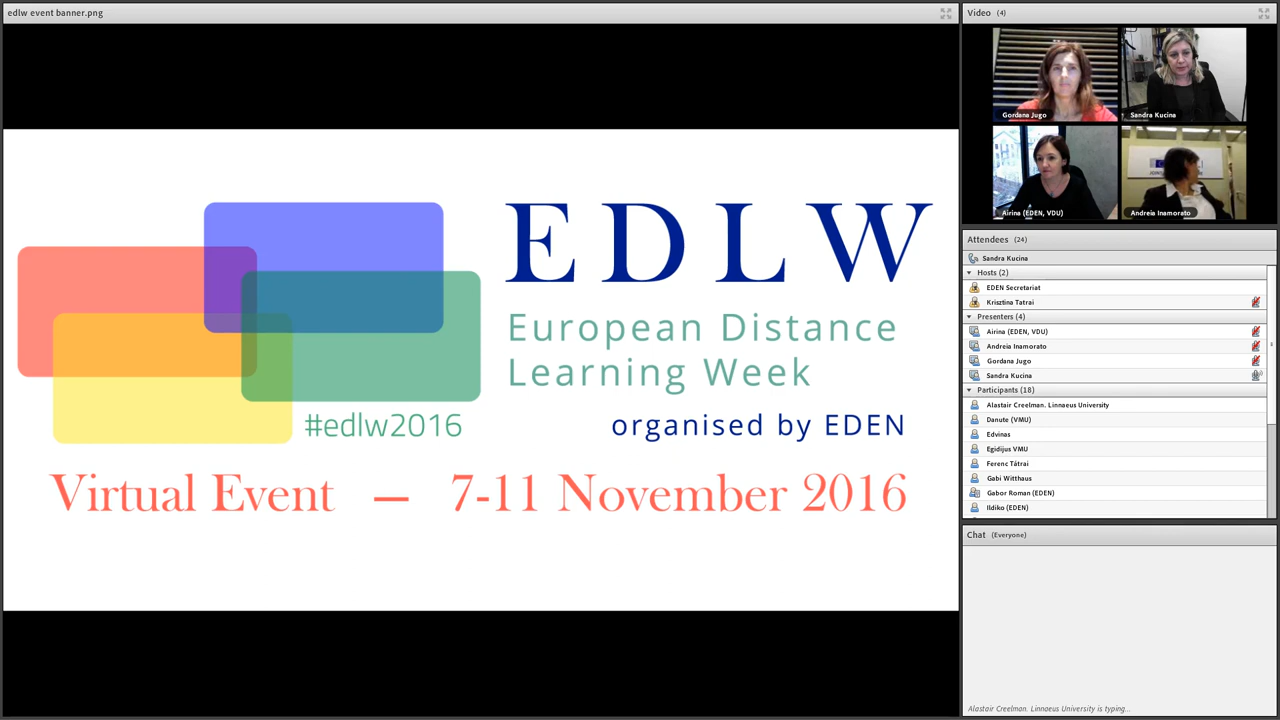 edlw event banner.png
EDLW
European Distance
Learning Week
#edlw2016
organised by EDEN
Virtual Event — 7-11 November 2016
Video (4)
Gordana Jugo
Sandra Kucina
Airina (EDEN, VDU)
Andreia Inamorato
Attendees (24)
Sandra Kucina
Hosts (2)
EDEN Secretariat
Krisztina Tatrai
Presenters (4)
Airina (EDEN, VDU)
Andreia Inamorato
Gordana Jugo
Sandra Kucina
Participants (18)
Alastair Creelman. Linnaeus University
Danute (VMU)
Edvinas
Egidijus VMU
Ferenc Tátrai
Gabi Witthaus
Gabor Roman (EDEN)
Ildiko (EDEN)
Chat (Everyone)
Alastair Creelman. Linnaeus University is typing...